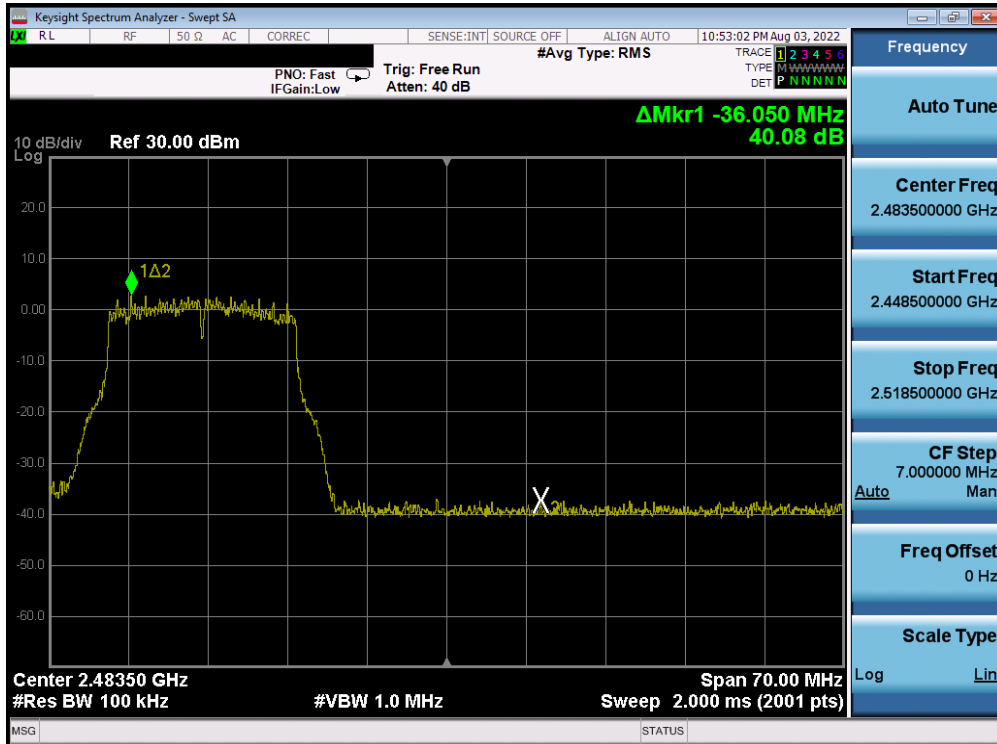 Keysight Spectrum Analyzer - Swept SA
LXI RL RF 50 Ω AC CORREC SENSE:INT SOURCE OFF ALIGN AUTO 10:53:02 PM Aug 03, 2022
#Avg Type: RMS
TRACE 1 2 3 4 5 6
TYPE M WWWWW
DET P N N N N N
PNO: Fast
IFGain:Low
Trig: Free Run
Atten: 40 dB
ΔMkr1 -36.050 MHz
40.08 dB
10 dB/div Ref 30.00 dBm
Log
20.0
10.0
1Δ2
0.00
-10.0
-20.0
-30.0
-40.0
X2
-50.0
-60.0
Center 2.48350 GHz Span 70.00 MHz
#Res BW 100 kHz #VBW 1.0 MHz Sweep 2.000 ms (2001 pts)
MSG STATUS
Frequency
Auto Tune
Center Freq
2.483500000 GHz
Start Freq
2.448500000 GHz
Stop Freq
2.518500000 GHz
CF Step
7.000000 MHz
Auto Man
Freq Offset
0 Hz
Scale Type
Log Lin